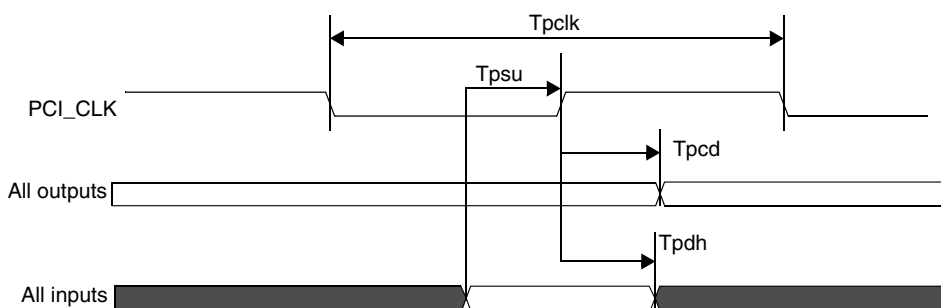 Tpclk
Tpsu
PCI_CLK
Tpcd
All outputs
Tpdh
All inputs